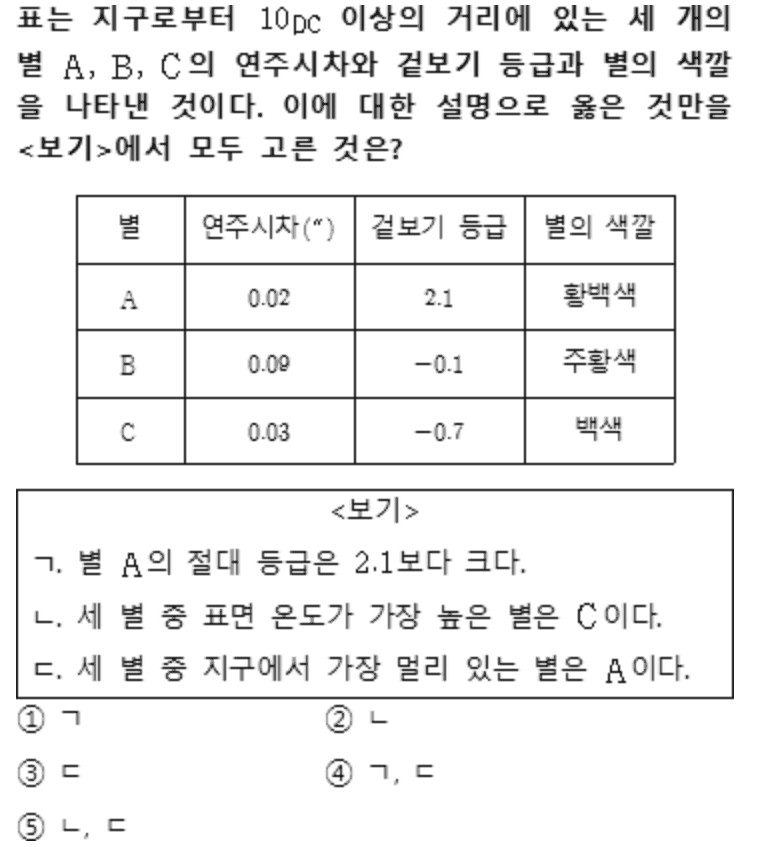 표는 지구로부터 10pc 이상의 거리에 있는 세 개의
별 A, B, C의 연주시차와 겉보기 등급과 별의 색깔
을 나타낸 것이다. 이에 대한 설명으로 옳은 것만을
<보기>에서 모두 고른 것은?
별 연주시차(″) 겉보기 등급 별의 색깔
A 0.02 2.1 황백색
B 0.09 −0.1 주황색
C 0.03 −0.7 백색
<보기>
ㄱ. 별 A의 절대 등급은 2.1보다 크다.
ㄴ. 세 별 중 표면 온도가 가장 높은 별은 C이다.
ㄷ. 세 별 중 지구에서 가장 멀리 있는 별은 A이다.
① ㄱ ② ㄴ
③ ㄷ ④ ㄱ, ㄷ
⑤ ㄴ, ㄷ